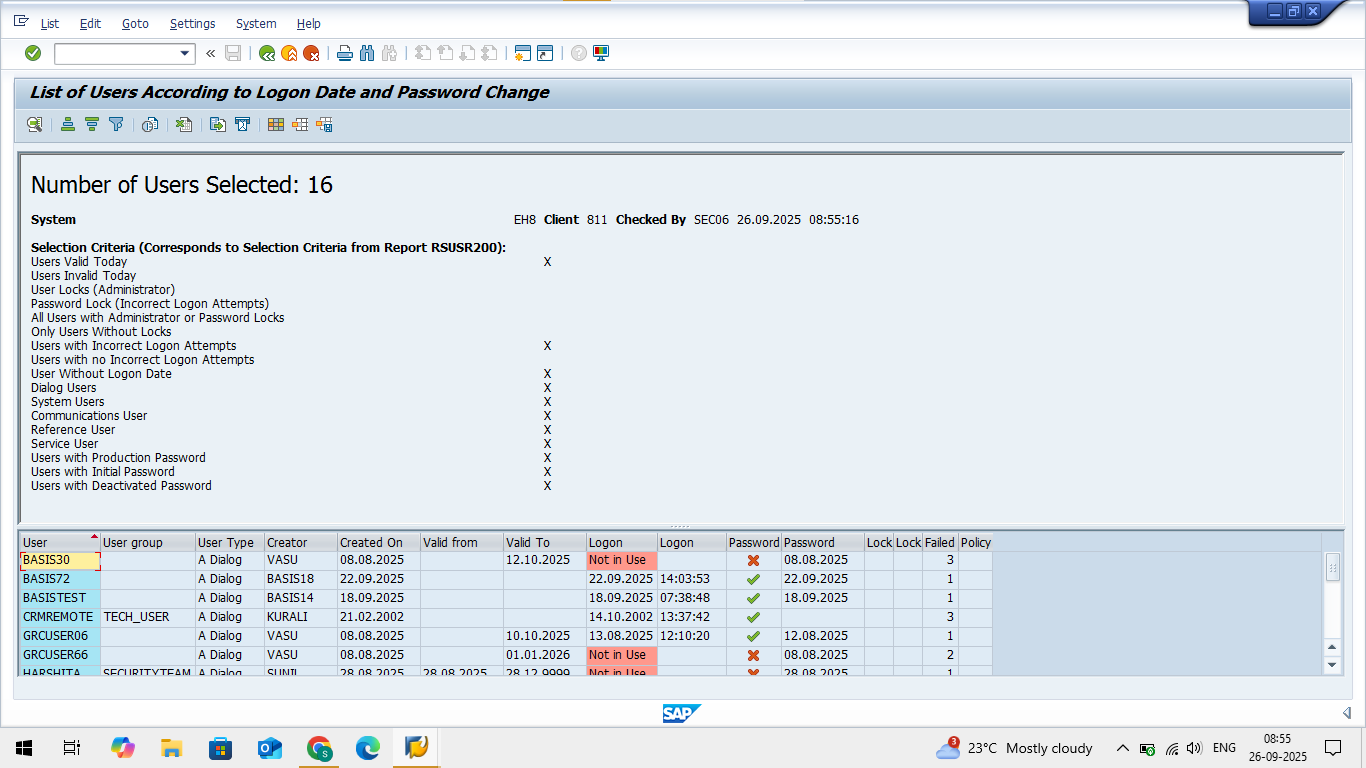 List Edit Goto Settings System Help
List of Users According to Logon Date and Password Change
Number of Users Selected: 16
System EH8 Client 811 Checked By SEC06 26.09.2025 08:55:16
Selection Criteria (Corresponds to Selection Criteria from Report RSUSR200):
Users Valid Today X
Users Invalid Today
User Locks (Administrator)
Password Lock (Incorrect Logon Attempts)
All Users with Administrator or Password Locks
Only Users Without Locks
Users with Incorrect Logon Attempts X
Users with no Incorrect Logon Attempts
User Without Logon Date X
Dialog Users X
System Users X
Communications User X
Reference User X
Service User X
Users with Production Password X
Users with Initial Password X
Users with Deactivated Password X
User User group User Type Creator Created On Valid from Valid To Logon Logon Password Password Lock Lock Failed Policy
BASIS30 A Dialog VASU 08.08.2025 12.10.2025 Not in Use 08.08.2025 3
BASIS72 A Dialog BASIS18 22.09.2025 22.09.2025 14:03:53 22.09.2025 1
BASISTEST A Dialog BASIS14 18.09.2025 18.09.2025 07:38:48 18.09.2025 1
CRMREMOTE TECH_USER A Dialog KURALI 21.02.2002 14.10.2002 13:37:42 3
GRCUSER06 A Dialog VASU 08.08.2025 10.10.2025 13.08.2025 12:10:20 12.08.2025 1
GRCUSER66 A Dialog VASU 08.08.2025 01.01.2026 Not in Use 08.08.2025 2
HARSHITA SECURITYTEAM A Dialog SUNIL 28.08.2025 28.08.2025 28.12.9999 Not in Use 28.08.2025 1
SAP
3 23°C Mostly cloudy ENG 08:55
26-09-2025